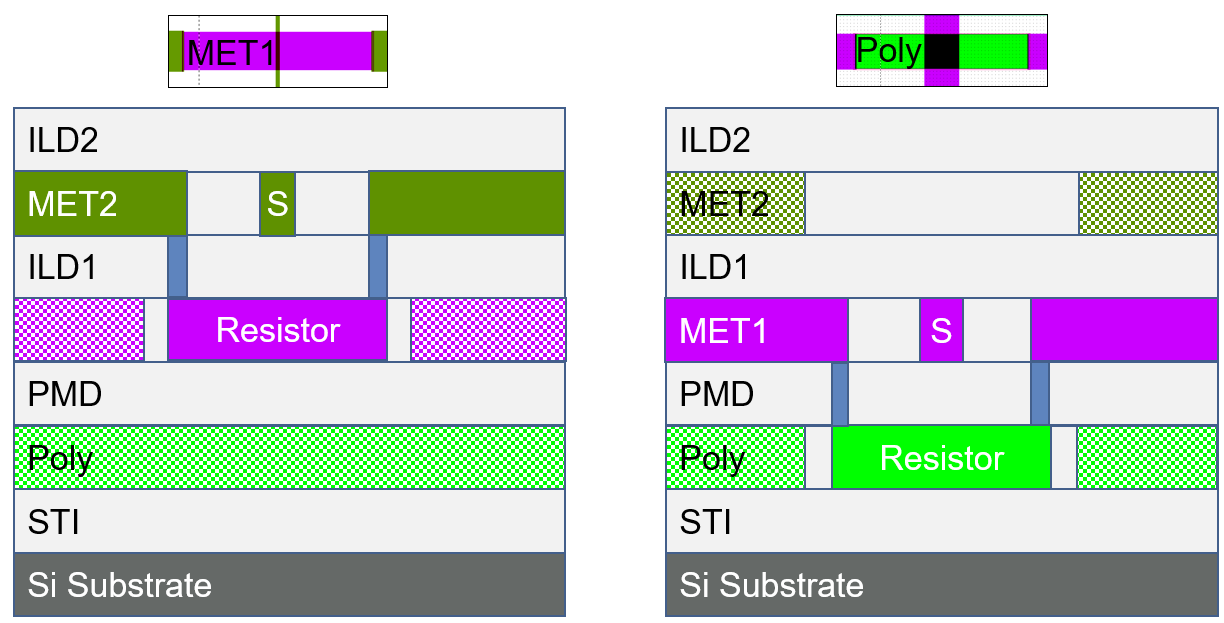 MET1
Poly
ILD2
MET2
S
ILD1
Resistor
PMD
Poly
STI
Si Substrate
ILD2
MET2
ILD1
MET1
S
PMD
Poly
Resistor
STI
Si Substrate